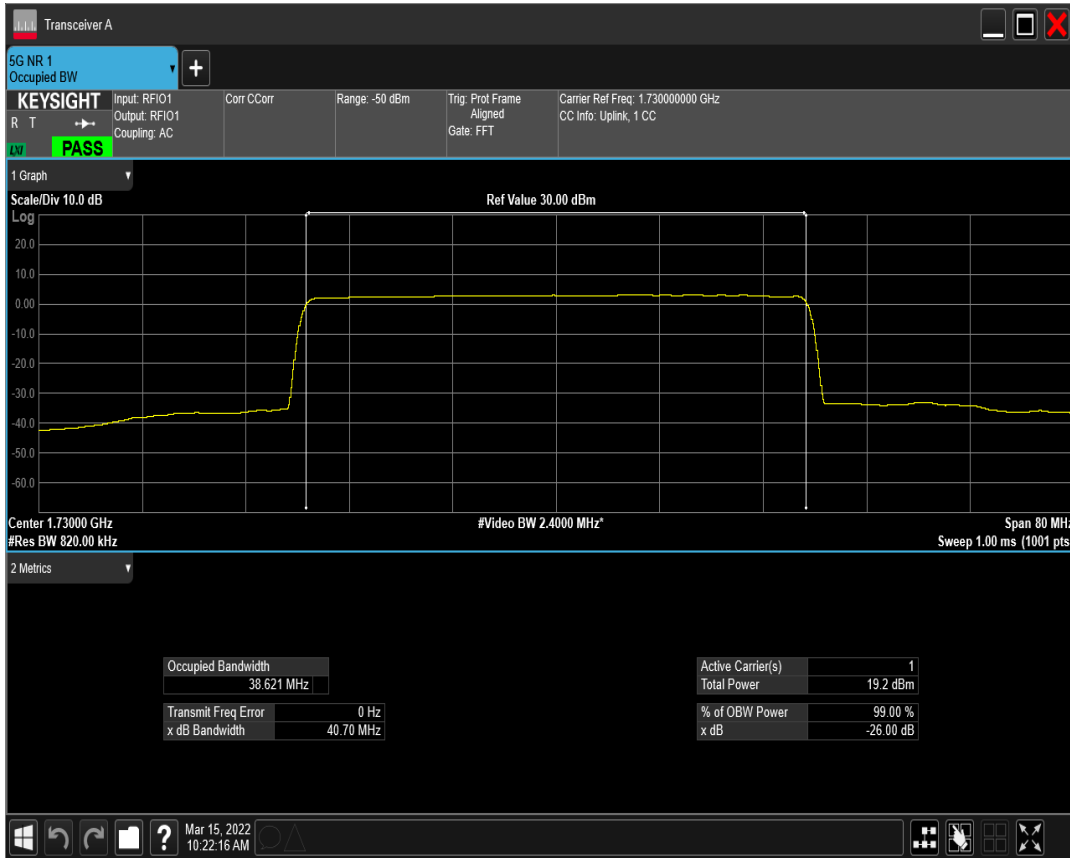 Transceiver A
5G NR 1
Occupied BW
KEYSIGHT
R T
LXI
PASS
Input: RFIO1
Output: RFIO1
Coupling: AC
Corr CCorr
Range: -50 dBm
Trig: Prot Frame
Aligned
Gate: FFT
Carrier Ref Freq: 1.730000000 GHz
CC Info: Uplink, 1 CC
1 Graph
Scale/Div 10.0 dB
Ref Value 30.00 dBm
Log
20.0
10.0
0.00
-10.0
-20.0
-30.0
-40.0
-50.0
-60.0
Center 1.73000 GHz
#Video BW 2.4000 MHz*
Span 80 MHz
#Res BW 820.00 kHz
Sweep 1.00 ms (1001 pts
2 Metrics
Occupied Bandwidth
38.621 MHz
Transmit Freq Error 0 Hz
x dB Bandwidth 40.70 MHz
Active Carrier(s) 1
Total Power 19.2 dBm
% of OBW Power 99.00 %
x dB -26.00 dB
?
Mar 15, 2022
10:22:16 AM